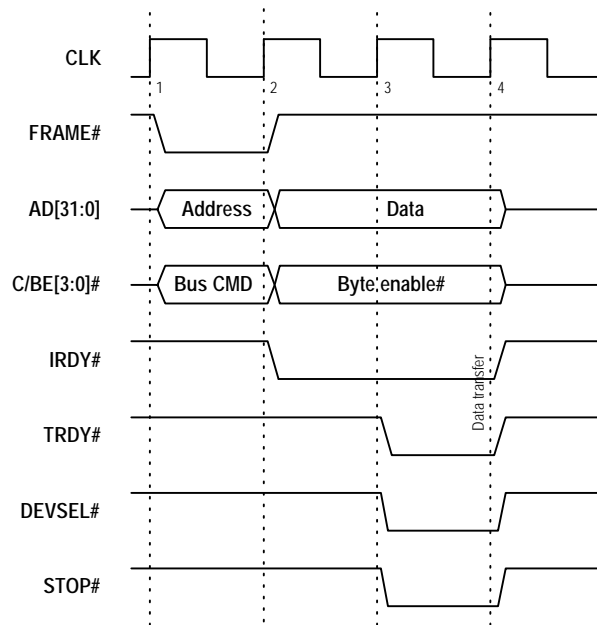 CLK
1 2 3 4
FRAME#
AD[31:0] Address Data
C/BE[3:0]# Bus CMD Byte enable#
IRDY#
Data transfer
TRDY#
DEVSEL#
STOP#